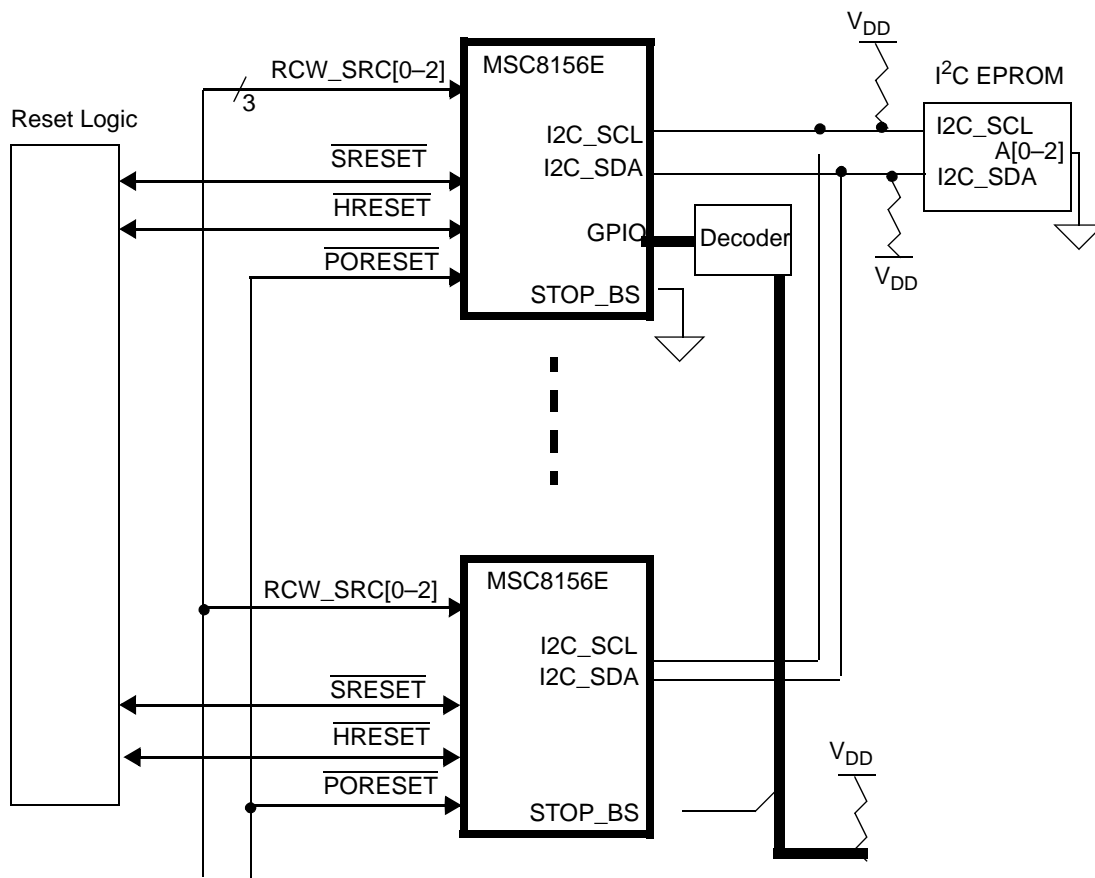 V_DD
MSC8156E
I²C EPROM
RCW_SRC[0–2]
3
Reset Logic
I2C_SCL
I2C_SCL
A[0–2]
SRESET
I2C_SDA
I2C_SDA
HRESET
GPIO
Decoder
PORESET
V_DD
STOP_BS
MSC8156E
RCW_SRC[0–2]
I2C_SCL
I2C_SDA
SRESET
HRESET
V_DD
PORESET
STOP_BS